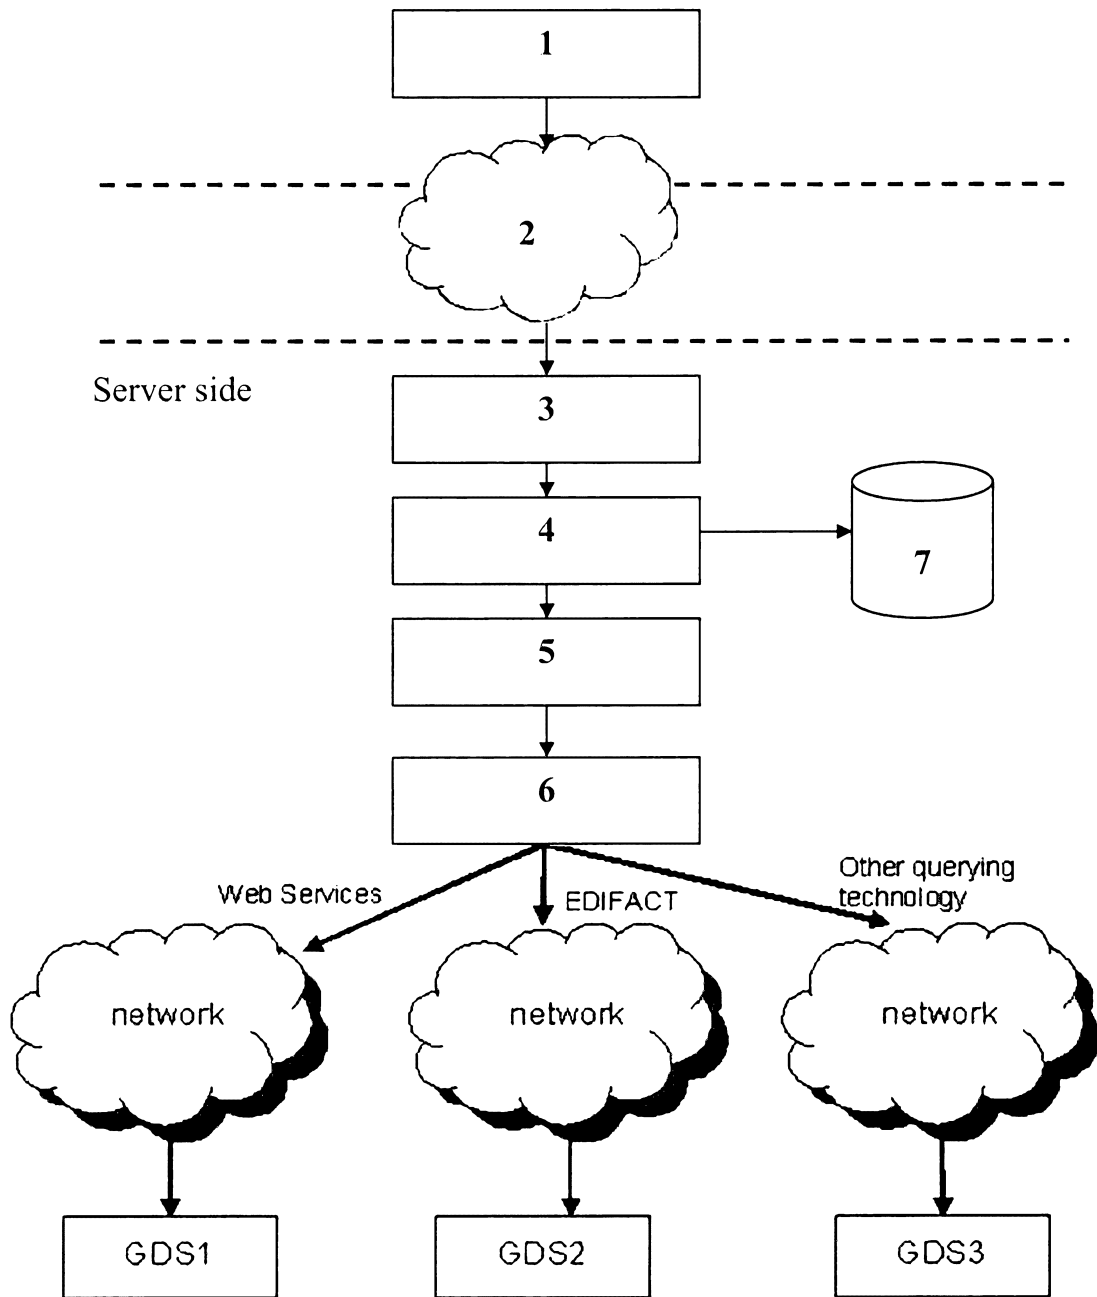 1
2
Server side
3
4
7
5
6
Web Services
EDIFACT
Other querying
technology
network
network
network
GDS1
GDS2
GDS3